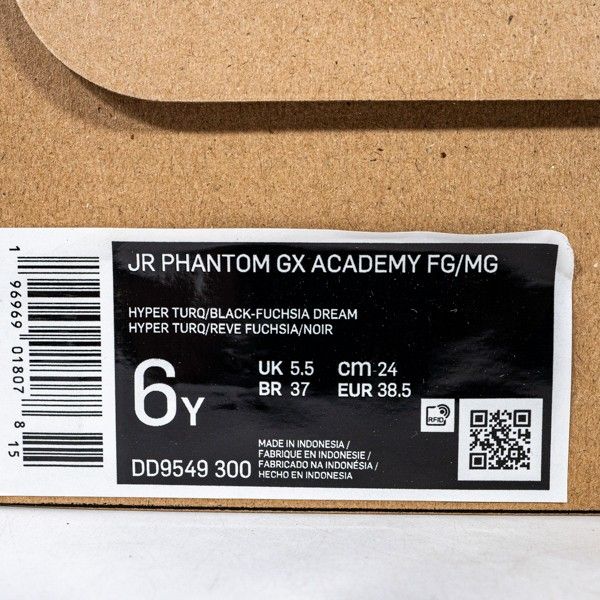 JR PHANTOM GX ACADEMY FG/MG
HYPER TURQ/BLACK-FUCHSIA DREAM
HYPER TURQ/REVE FUCHSIA/NOIR
6Y
UK 5.5 cm 24
BR 37 EUR 38.5
RFID
MADE IN INDONESIA /
FABRIQUE EN INDONESIE /
FABRICADO NA INDONÉSIA /
HECHO EN INDONESIA
DD9549 300
1 96969 01807 8 15